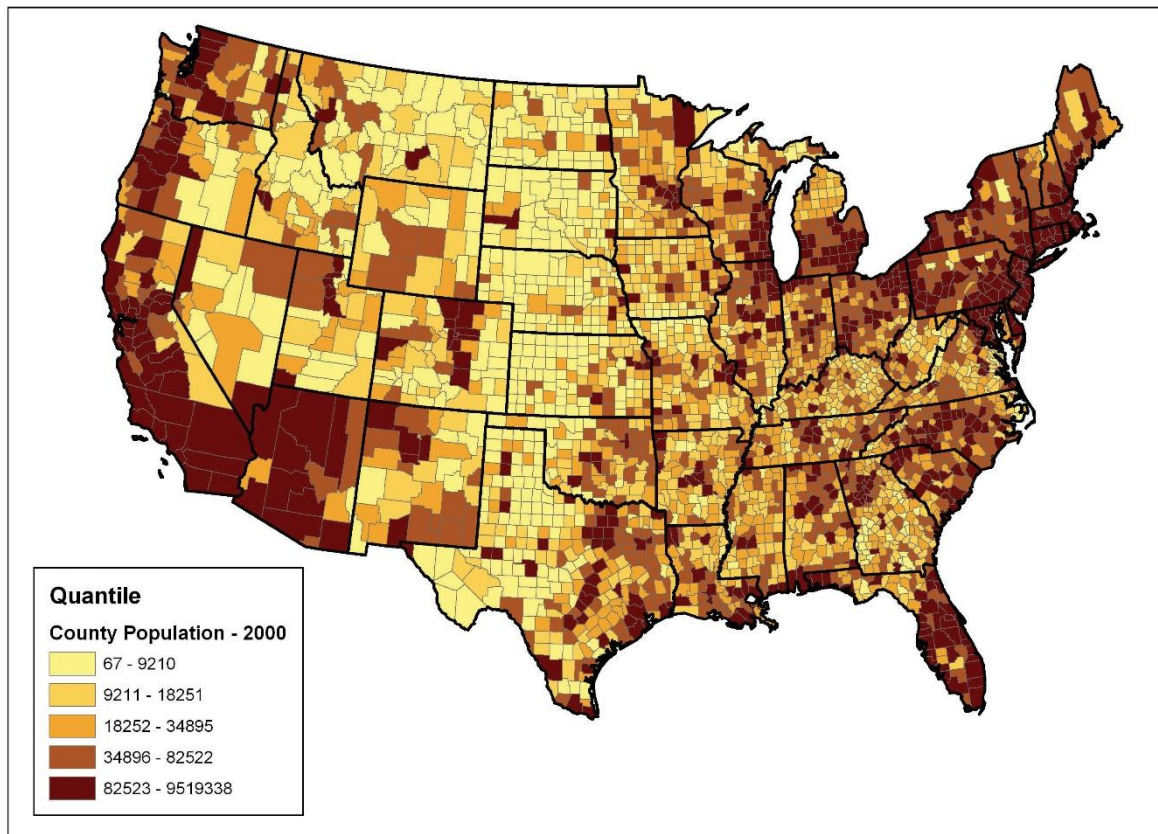 Quantile
County Population - 2000
67 - 9210
9211 - 18251
18252 - 34895
34896 - 82522
82523 - 9519338